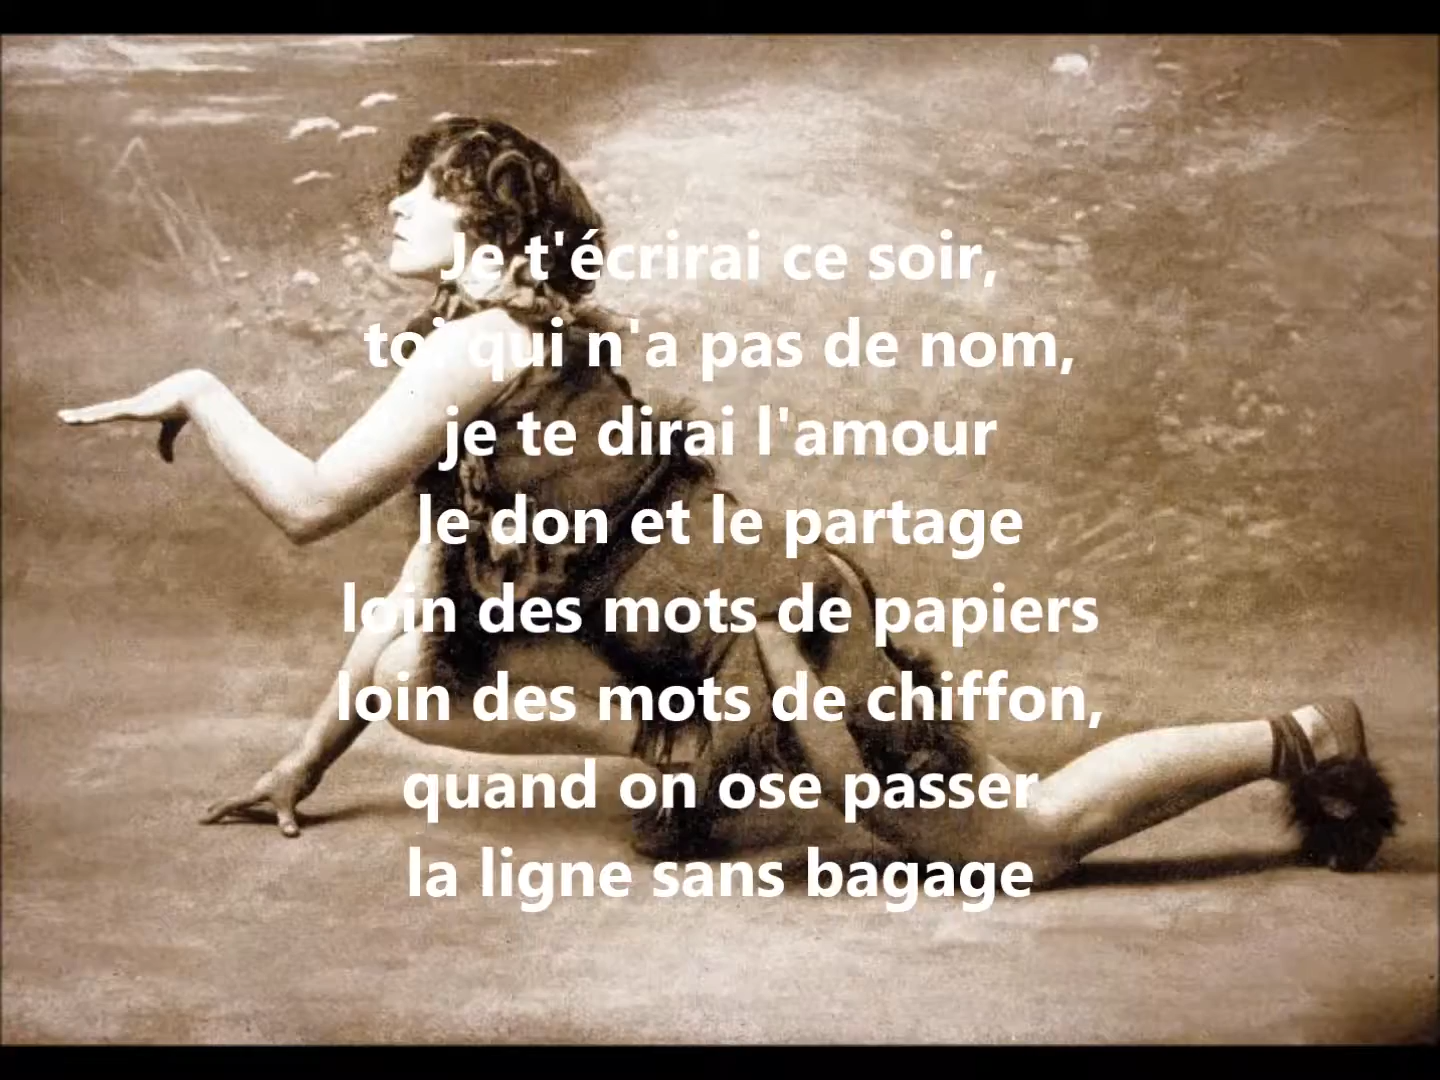 Je t'écrirai ce soir,
toi qui n'a pas de nom,
je te dirai l'amour
le don et le partage
loin des mots de papiers
loin des mots de chiffon,
quand on ose passer
la ligne sans bagage